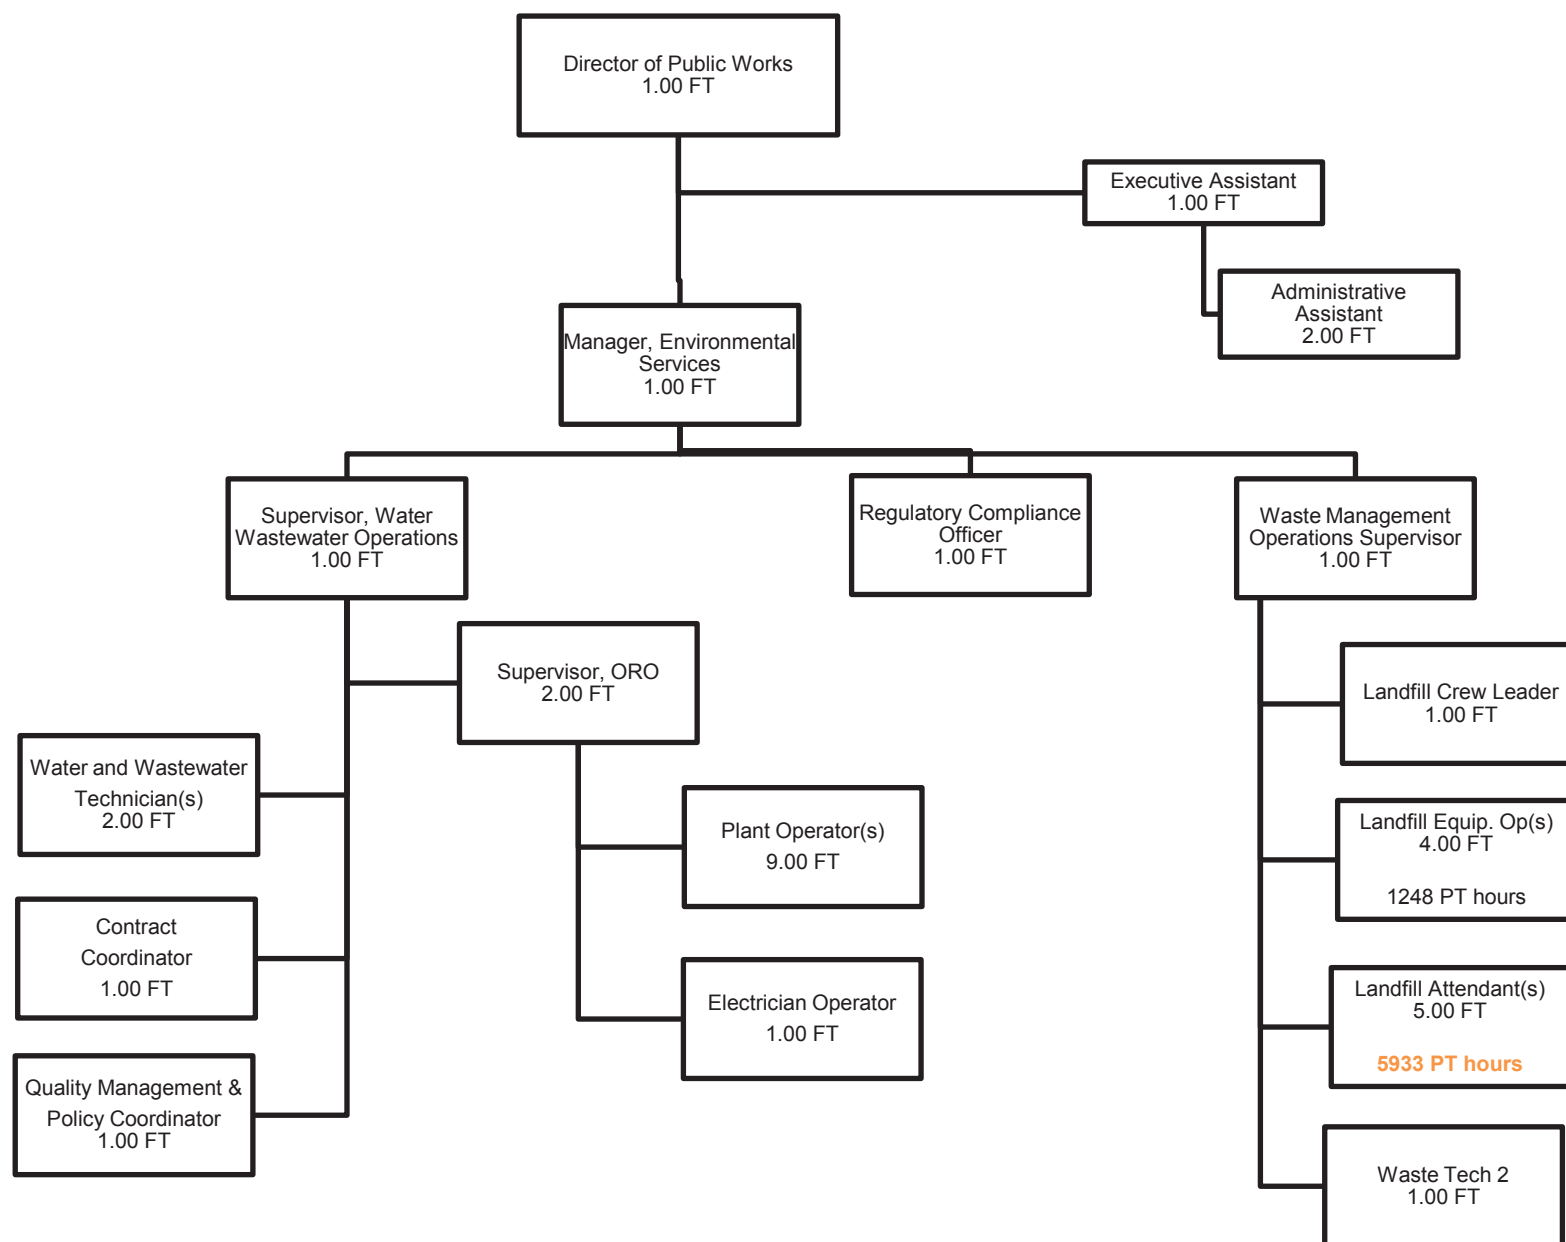 Director of Public Works
1.00 FT
Executive Assistant
1.00 FT
Administrative
Assistant
2.00 FT
Manager, Environmental
Services
1.00 FT
Supervisor, Water
Wastewater Operations
1.00 FT
Regulatory Compliance
Officer
1.00 FT
Waste Management
Operations Supervisor
1.00 FT
Supervisor, ORO
2.00 FT
Landfill Crew Leader
1.00 FT
Water and Wastewater
Technician(s)
2.00 FT
Plant Operator(s)
9.00 FT
Landfill Equip. Op(s)
4.00 FT
1248 PT hours
Contract
Coordinator
1.00 FT
Electrician Operator
1.00 FT
Landfill Attendant(s)
5.00 FT
5933 PT hours
Quality Management &
Policy Coordinator
1.00 FT
Waste Tech 2
1.00 FT